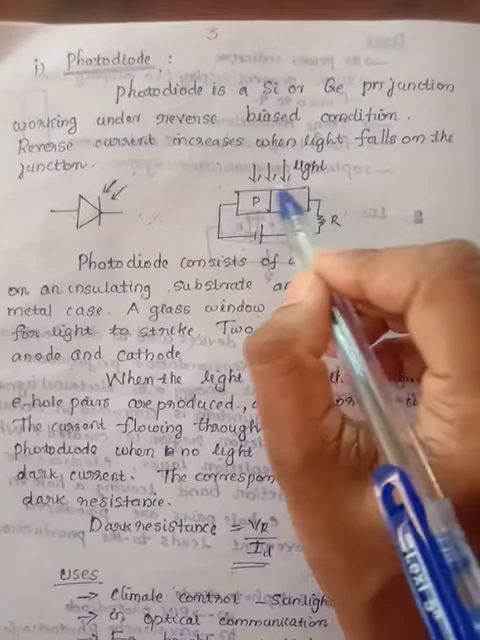 3
i) Photodiode :
Photodiode is a Si or Ge pn junction
working under reverse biased condition.
Reverse current increases when light falls on the
junction.
light
P
R
Photodiode consists of
on an insulating substrate
metal case. A glass window
for light to strike. Two
anode and cathode
When the light
e-hole pairs are produced,
The current flowing through
photodiode when no light
dark current. The correspon
dark resistance.
Dark resistance = VR
Id
Uses
→ climate control - Sunlight
→ in optical communication
FLOXI 5